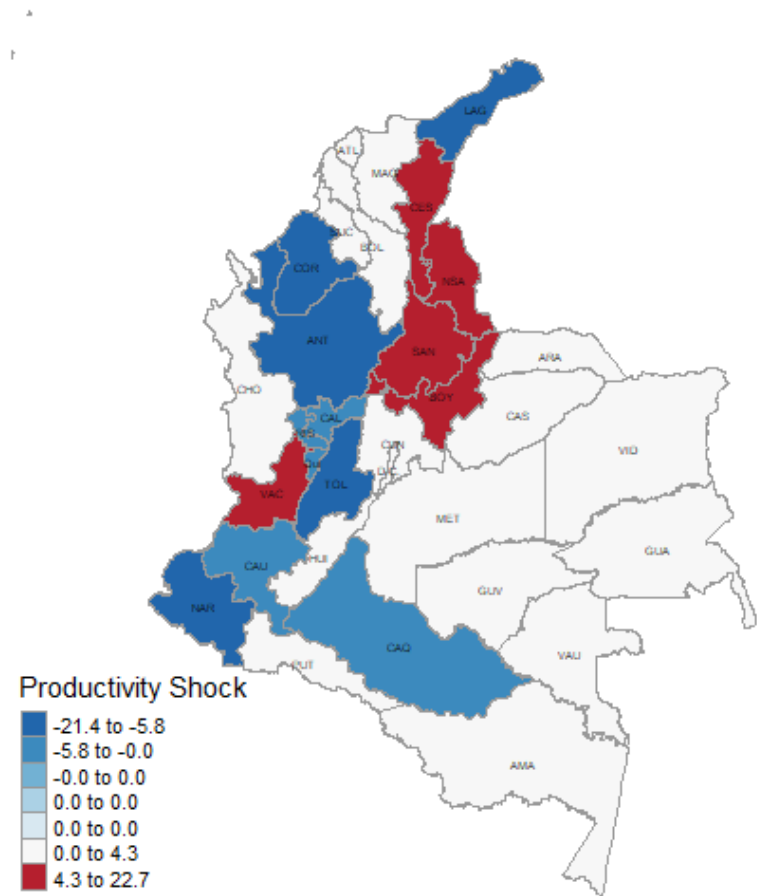 LAG
ATL
MAG
CES
SUC
BOL
COR
NSA
ANT
SAN
ARA
CHO
BOY
CAL
CAS
CUN
VID
TOL
VAC
MET
GUA
CAU
HUI
GUV
NAR
CAQ
VAU
PUT
AMA
Productivity Shock
-21.4 to -5.8
-5.8 to -0.0
-0.0 to 0.0
0.0 to 0.0
0.0 to 0.0
0.0 to 4.3
4.3 to 22.7